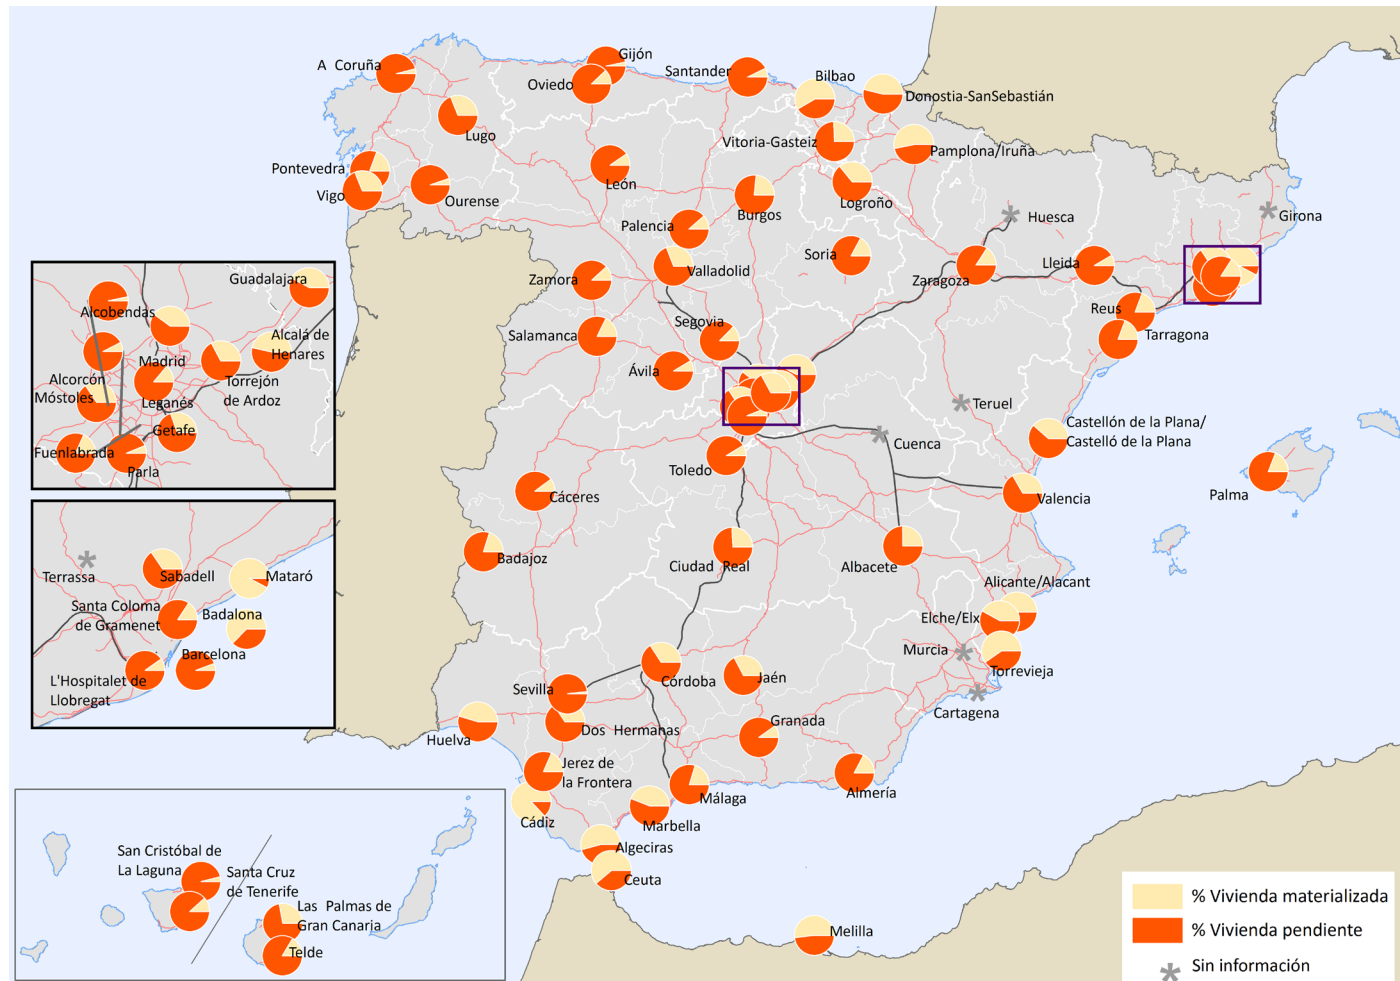 Gijón
A Coruña
Santander
Bilbao
Oviedo
Donostia-SanSebastián
Lugo
Vitoria-Gasteiz
Pamplona/Iruña
Pontevedra
León
Vigo
Ourense
Burgos
Logroño
Huesca
Girona
Palencia
Soria
Valladolid
Lleida
Zamora
Zaragoza
Reus
Segovia
Salamanca
Tarragona
Ávila
Teruel
Castellón de la Plana/
Castelló de la Plana
Cuenca
Toledo
Cáceres
Valencia
Palma
Badajoz
Ciudad Real
Albacete
Alicante/Alacant
Elche/Elx
Murcia
Torrevieja
Córdoba
Jaén
Sevilla
Cartagena
Granada
Dos Hermanas
Huelva
Jerez de
la Frontera
Almería
Málaga
Cádiz
Marbella
Algeciras
Ceuta
Melilla
Guadalajara
Alcobendas
Alcalá de
Henares
Madrid
Alcorcón
Torrejón
de Ardoz
Móstoles
Leganés
Getafe
Fuenlabrada
Parla
Terrassa
Sabadell
Mataró
Santa Coloma
de Gramenet
Badalona
Barcelona
L'Hospitalet de
Llobregat
San Cristóbal de
La Laguna
Santa Cruz
de Tenerife
Las Palmas de
Gran Canaria
Telde
% Vivienda materializada
% Vivienda pendiente
Sin información